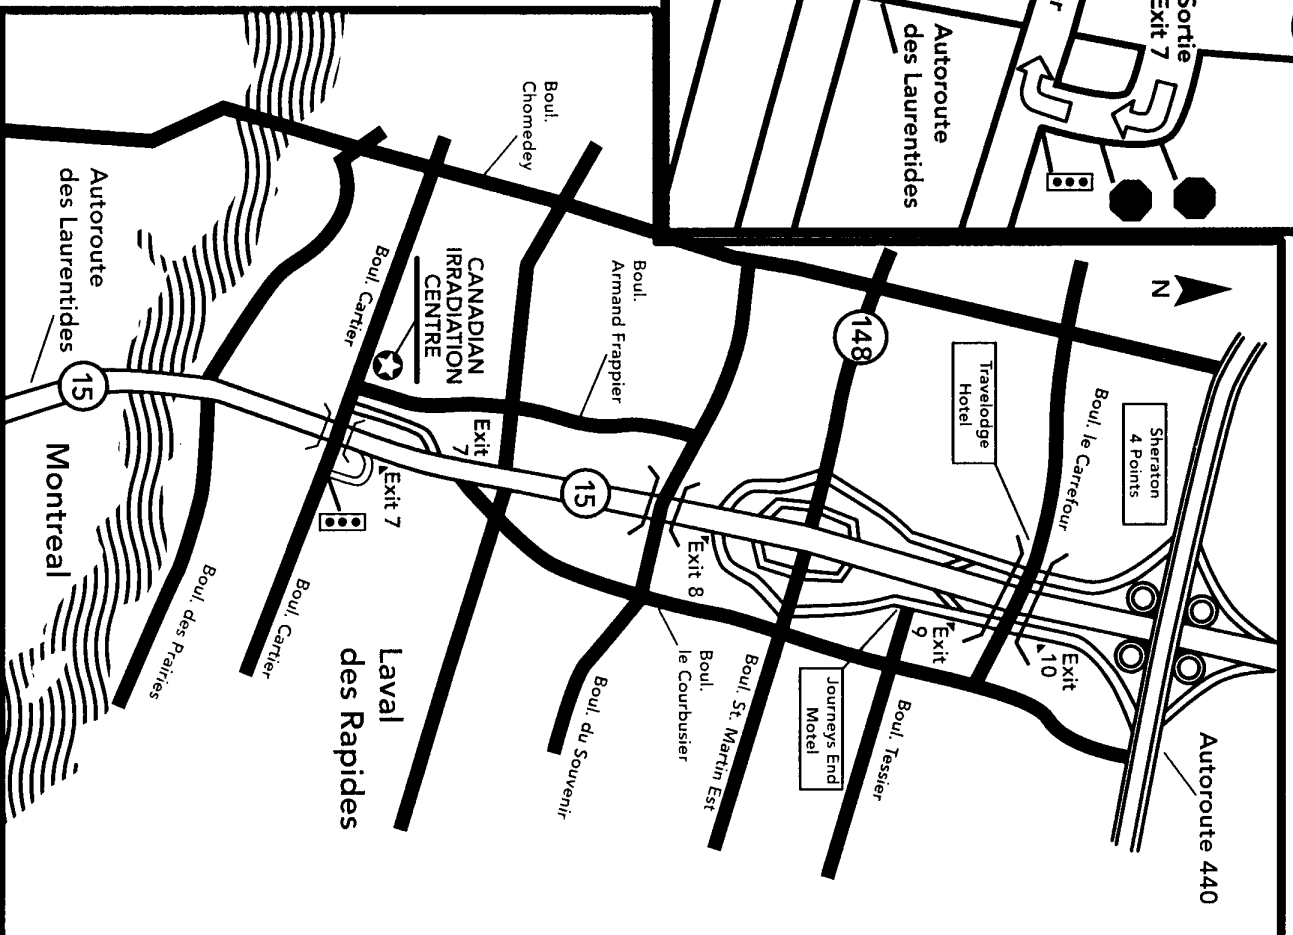 Sortie
Exit 7
r
Autoroute
des Laurentides
N
Autoroute 440
Sheraton
4 Points
Boul. le Carrefour
Travelodge
Hotel
Exit
10
Exit
9
Boul. Tessier
Journeys End
Motel
148
Boul. St. Martin Est
Exit 8
Boul.
le Courbusier
Boul.
Armand Frappier
15
Boul. du Souvenir
Boul.
Chomedey
CANADIAN
IRRADIATION
CENTRE
Exit
7
Exit 7
Boul. Cartier
Boul. Cartier
Laval
des Rapides
Boul. des Prairies
Autoroute
des Laurentides
15
Montreal